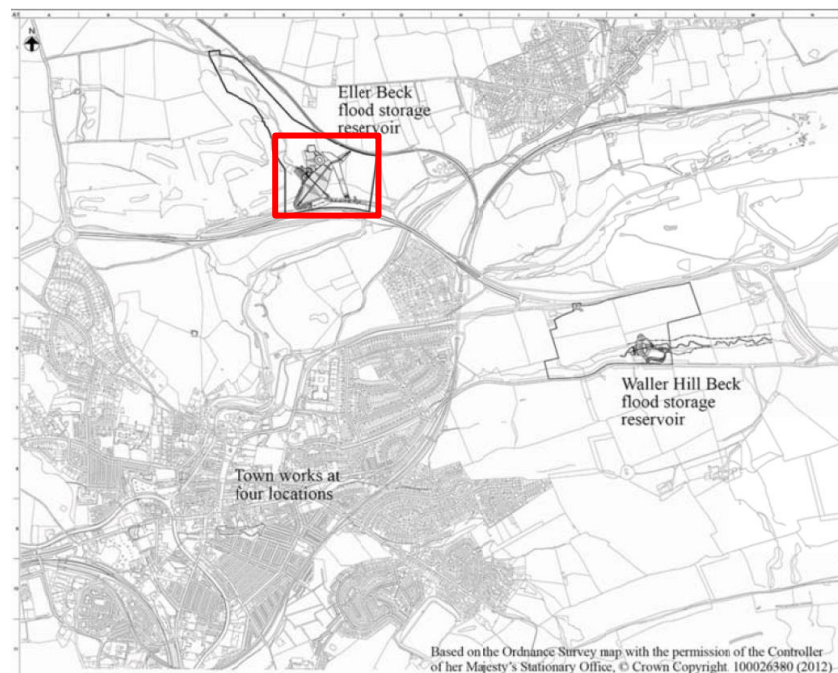 N
Eller Beck
flood storage
reservoir
Waller Hill Beck
flood storage
reservoir
Town works at
four locations
Based on the Ordnance Survey map with the permission of the Controller
of her Majesty's Stationary Office, © Crown Copyright. 100026380 (2012)